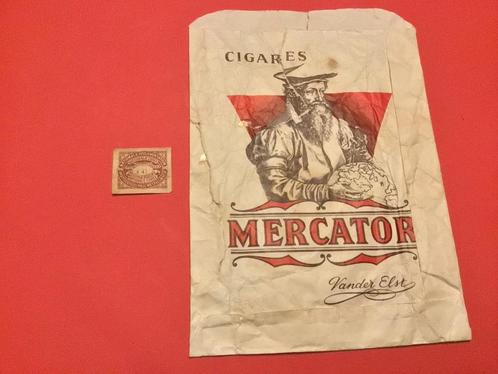 CIGARES
MERCATOR
Vander Elst